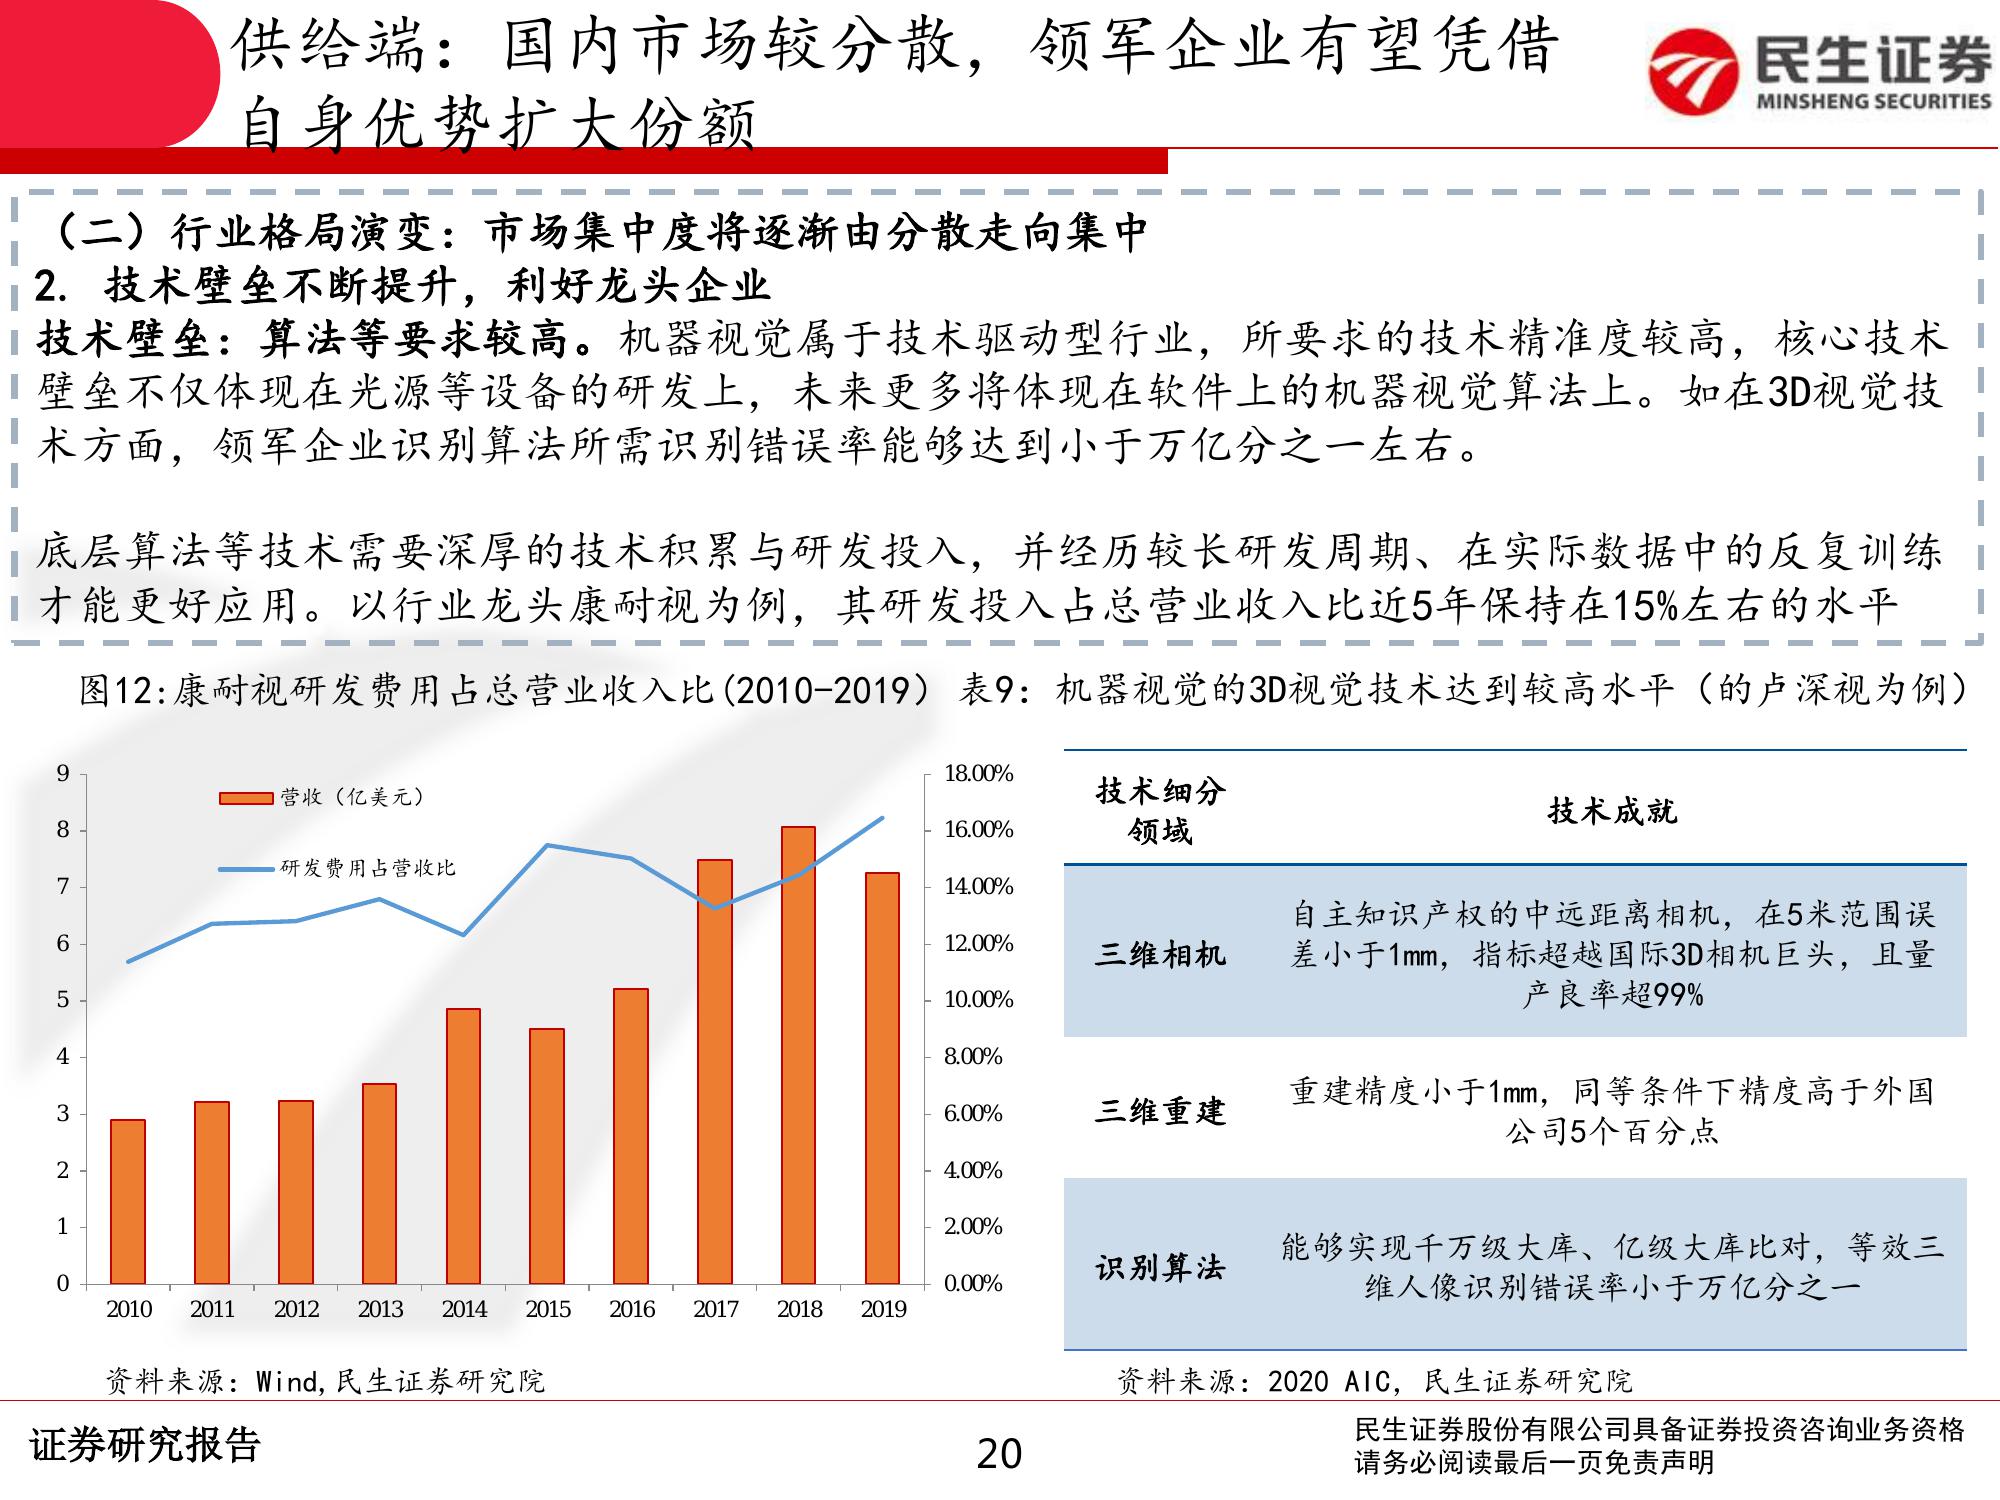 供给端：国内市场较分散，领军企业有望凭借
自身优势扩大份额
民生证券
MINSHENG SECURITIES
（二）行业格局演变：市场集中度将逐渐由分散走向集中
2. 技术壁垒不断提升，利好龙头企业
技术壁垒：算法等要求较高。机器视觉属于技术驱动型行业，所要求的技术精准度较高，核心技术
壁垒不仅体现在光源等设备的研发上，未来更多将体现在软件上的机器视觉算法上。如在3D视觉技
术方面，领军企业识别算法所需识别错误率能够达到小于万亿分之一左右。
底层算法等技术需要深厚的技术积累与研发投入，并经历较长研发周期、在实际数据中的反复训练
才能更好应用。以行业龙头康耐视为例，其研发投入占总营业收入比近5年保持在15%左右的水平
图12:康耐视研发费用占总营业收入比(2010-2019）
9
8
7
6
5
4
3
2
1
0
营收（亿美元）
研发费用占营收比
18.00%
16.00%
14.00%
12.00%
10.00%
8.00%
6.00%
4.00%
2.00%
0.00%
2010 2011 2012 2013 2014 2015 2016 2017 2018 2019
资料来源：Wind,民生证券研究院
表9：机器视觉的3D视觉技术达到较高水平（的卢深视为例）
技术细分
领域
技术成就
三维相机
自主知识产权的中远距离相机，在5米范围误
差小于1mm，指标超越国际3D相机巨头，且量
产良率超99%
三维重建
重建精度小于1mm，同等条件下精度高于外国
公司5个百分点
识别算法
能够实现千万级大库、亿级大库比对，等效三
维人像识别错误率小于万亿分之一
资料来源：2020 AIC，民生证券研究院
证券研究报告
20
民生证券股份有限公司具备证券投资咨询业务资格
请务必阅读最后一页免责声明